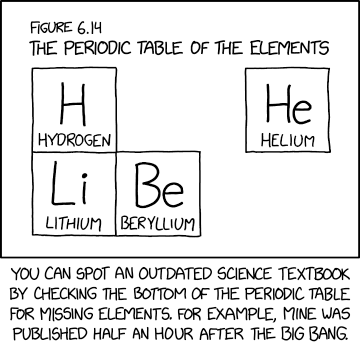 FIGURE 6.14
THE PERIODIC TABLE OF THE ELEMENTS
H
HYDROGEN
He
HELIUM
Li
LITHIUM
Be
BERYLLIUM
YOU CAN SPOT AN OUTDATED SCIENCE TEXTBOOK
BY CHECKING THE BOTTOM OF THE PERIODIC TABLE
FOR MISSING ELEMENTS. FOR EXAMPLE, MINE WAS
PUBLISHED HALF AN HOUR AFTER THE BIG BANG.